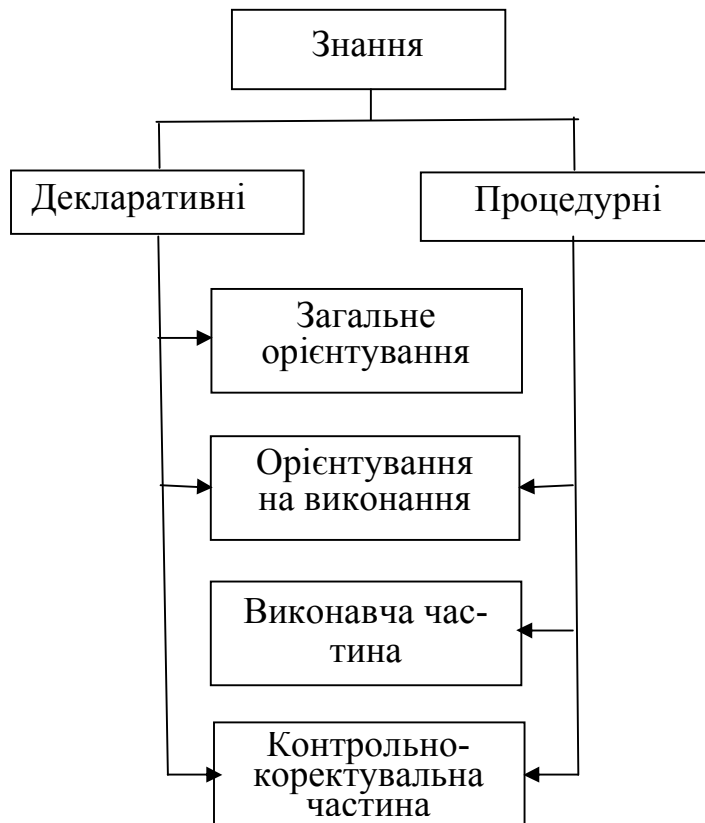 Знання
Декларативні
Процедурні
Загальне
орієнтування
Орієнтування
на виконання
Виконавча час-
тина
Контрольно-
коректувальна
частина